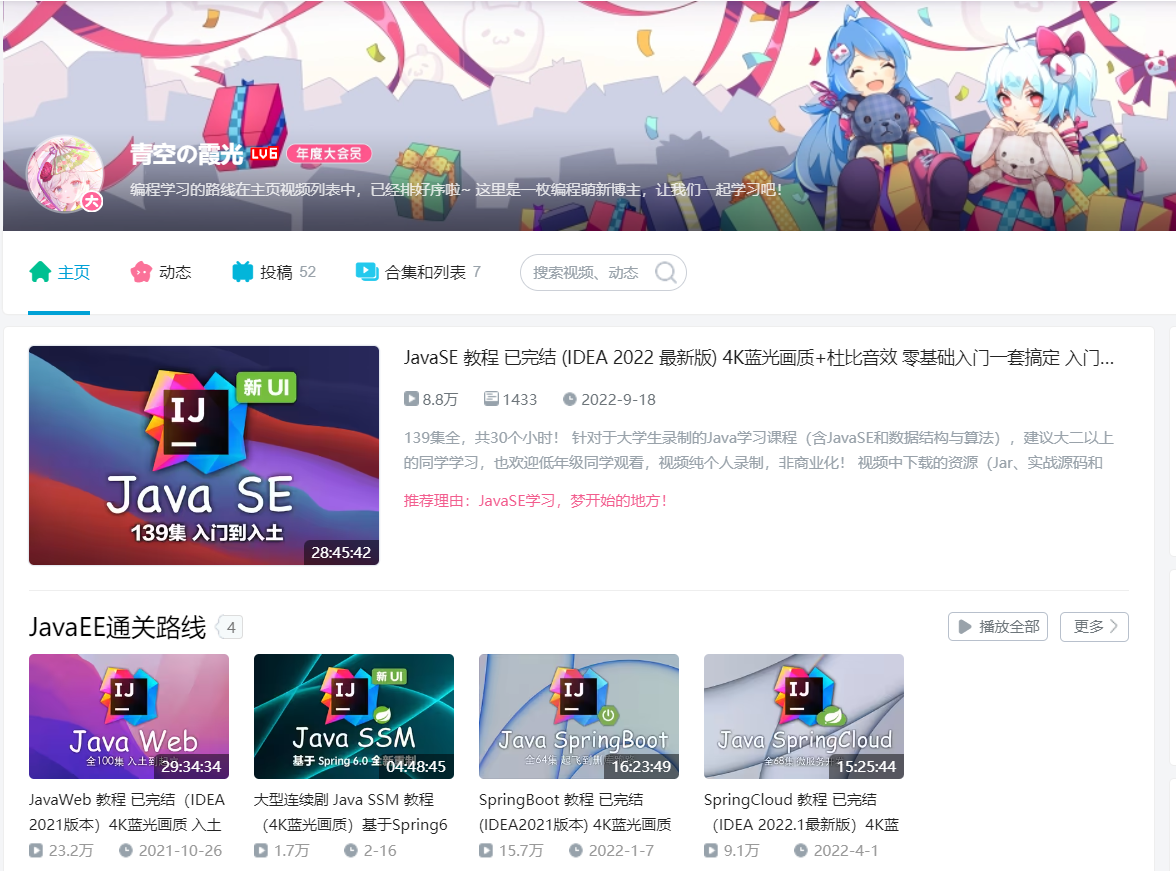 青空の霞光 LV6 年度大会员
大
编程学习的路线在主页视频列表中，已经排好序啦~ 这里是一枚编程萌新博主，让我们一起学习吧！
主页 动态 投稿 52 合集和列表 7 搜索视频、动态
JavaSE 教程 已完结 (IDEA 2022 最新版) 4K蓝光画质+杜比音效 零基础入门一套搞定 入门...
8.8万 1433 2022-9-18
139集全，共30个小时！ 针对于大学生录制的Java学习课程（含JavaSE和数据结构与算法），建议大二以上
的同学学习，也欢迎低年级同学观看，视频纯个人录制，非商业化！ 视频中下载的资源（Jar、实战源码和
推荐理由：JavaSE学习，梦开始的地方！
新 UI
IJ
Java SE
139集 入门到入土
28:45:42
JavaEE通关路线 4 播放全部 更多
IJ
Java Web
全100集 入土到
29:34:34
新 UI
IJ
Java SSM
基于 Spring 6.0 全新
04:48:45
IJ
Java SpringBoot
全64集 起飞到
16:23:49
IJ
Java SpringCloud
全68集 微服务
15:25:44
JavaWeb 教程 已完结（IDEA
2021版本）4K蓝光画质 入土
23.2万 2021-10-26
大型连续剧 Java SSM 教程
（4K蓝光画质）基于Spring6
1.7万 2-16
SpringBoot 教程 已完结
(IDEA2021版本) 4K蓝光画质
15.7万 2022-1-7
SpringCloud 教程 已完结
（IDEA 2022.1最新版）4K蓝
9.1万 2022-4-1